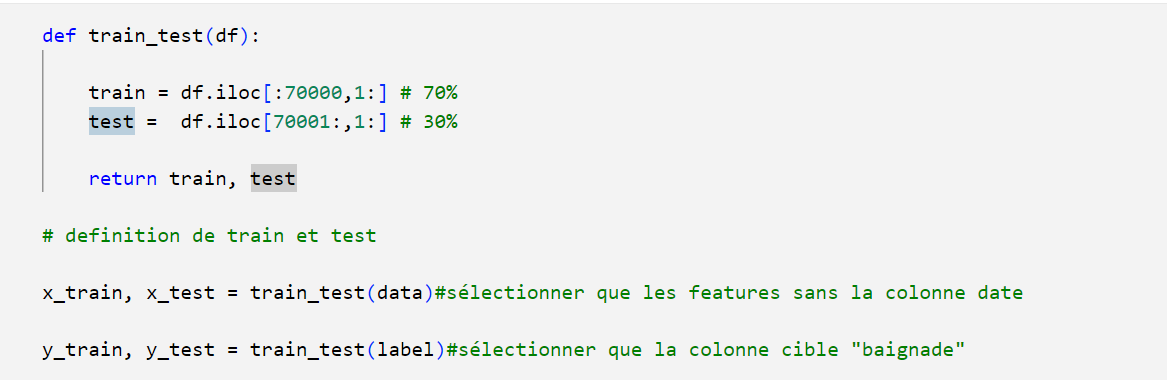 def train_test(df):
train = df.iloc[:70000,1:] # 70%
test =  df.iloc[70001:,1:] # 30%
return train, test
# definition de train et test
x_train, x_test = train_test(data)#sélectionner que les features sans la colonne date
y_train, y_test = train_test(label)#sélectionner que la colonne cible "baignade"